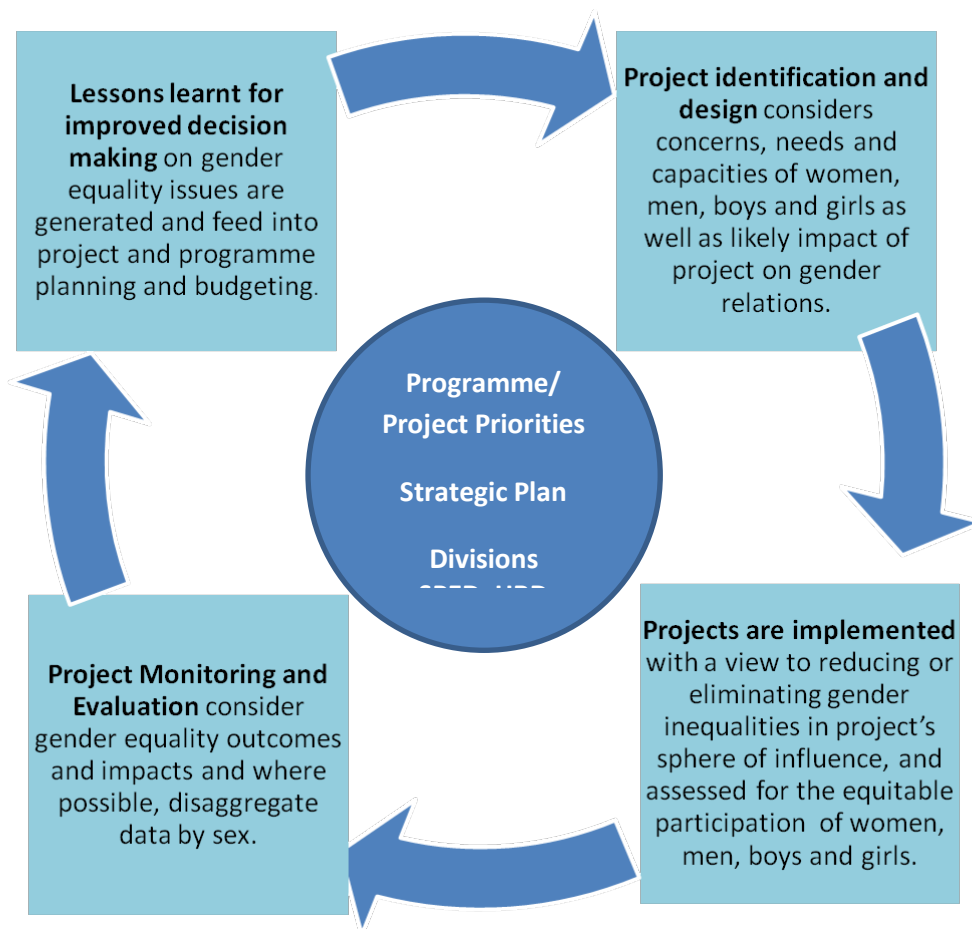 Lessons learnt for
improved decision
making on gender
equality issues are
generated and feed into
project and programme
planning and budgeting.
Project identification and
design considers
concerns, needs and
capacities of women,
men, boys and girls as
well as likely impact of
project on gender
relations.
Programme/
Project Priorities
Strategic Plan
Divisions
Projects are implemented
with a view to reducing or
eliminating gender
inequalities in project's
sphere of influence, and
assessed for the equitable
participation of women,
men, boys and girls.
Project Monitoring and
Evaluation consider
gender equality outcomes
and impacts and where
possible, disaggregate
data by sex.